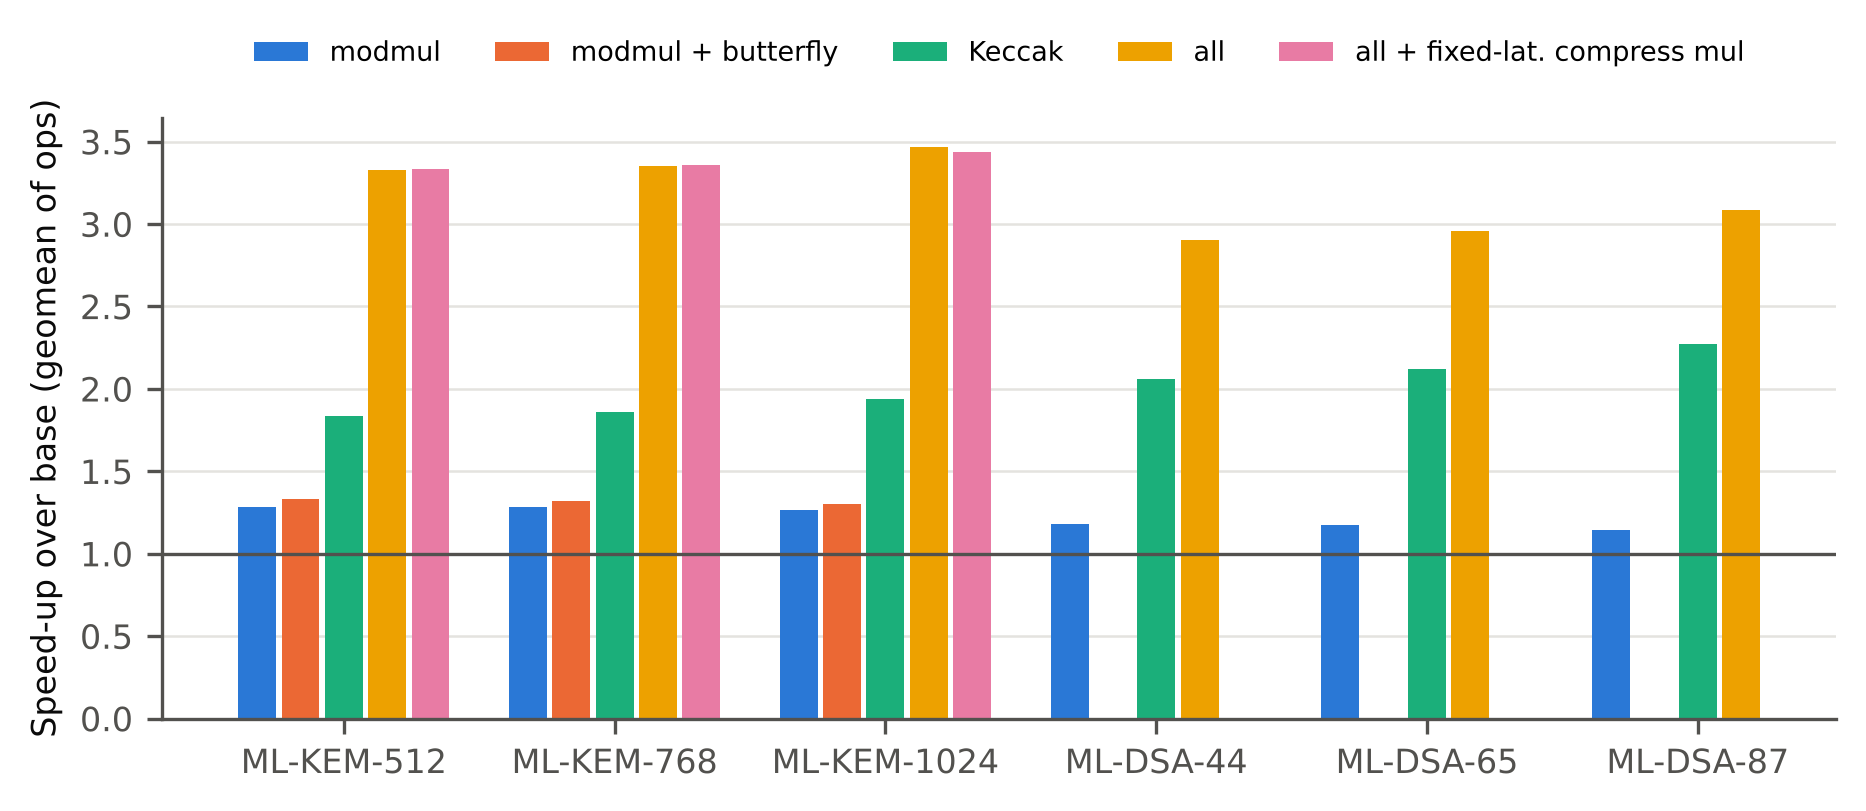 modmul modmul + butterfly Keccak all all + fixed-lat. compress mul
Speed-up over base (geomean of ops)
3.5
3.0
2.5
2.0
1.5
1.0
0.5
0.0
ML-KEM-512 ML-KEM-768 ML-KEM-1024 ML-DSA-44 ML-DSA-65 ML-DSA-87